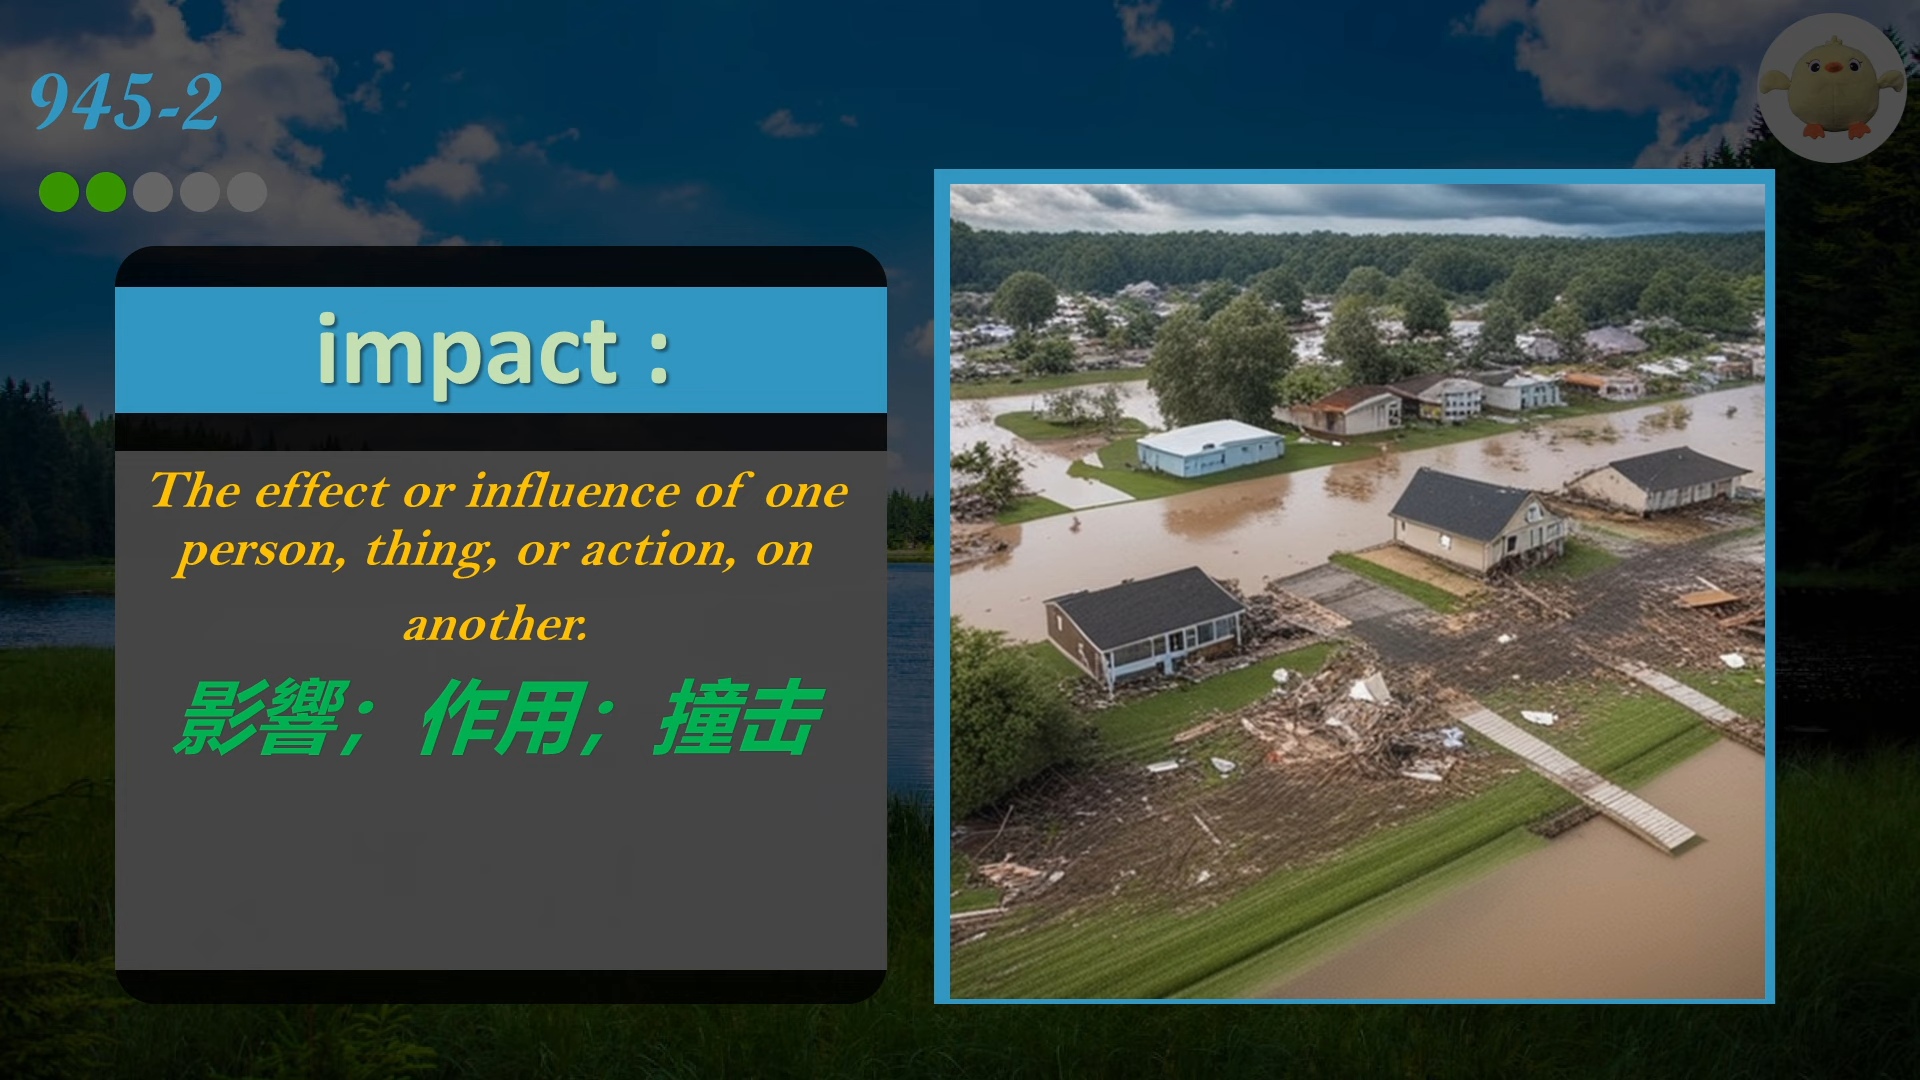 945-2
impact :
The effect or influence of one
person, thing, or action, on
another.
影響；作用；撞击